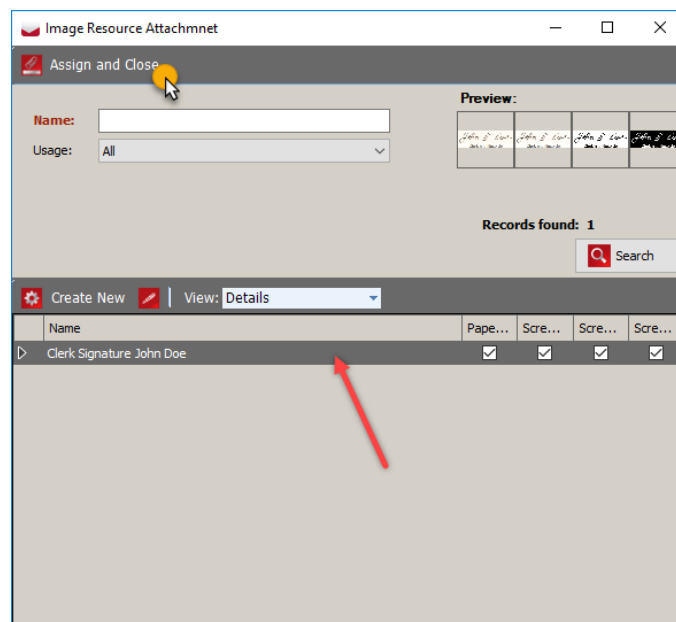 Image Resource Attachmnet
Assign and Close
Preview:
Name:
Usage: All
Records found: 1
Search
Create New View: Details
Name Pape... Scre... Scre... Scre...
Clerk Signature John Doe